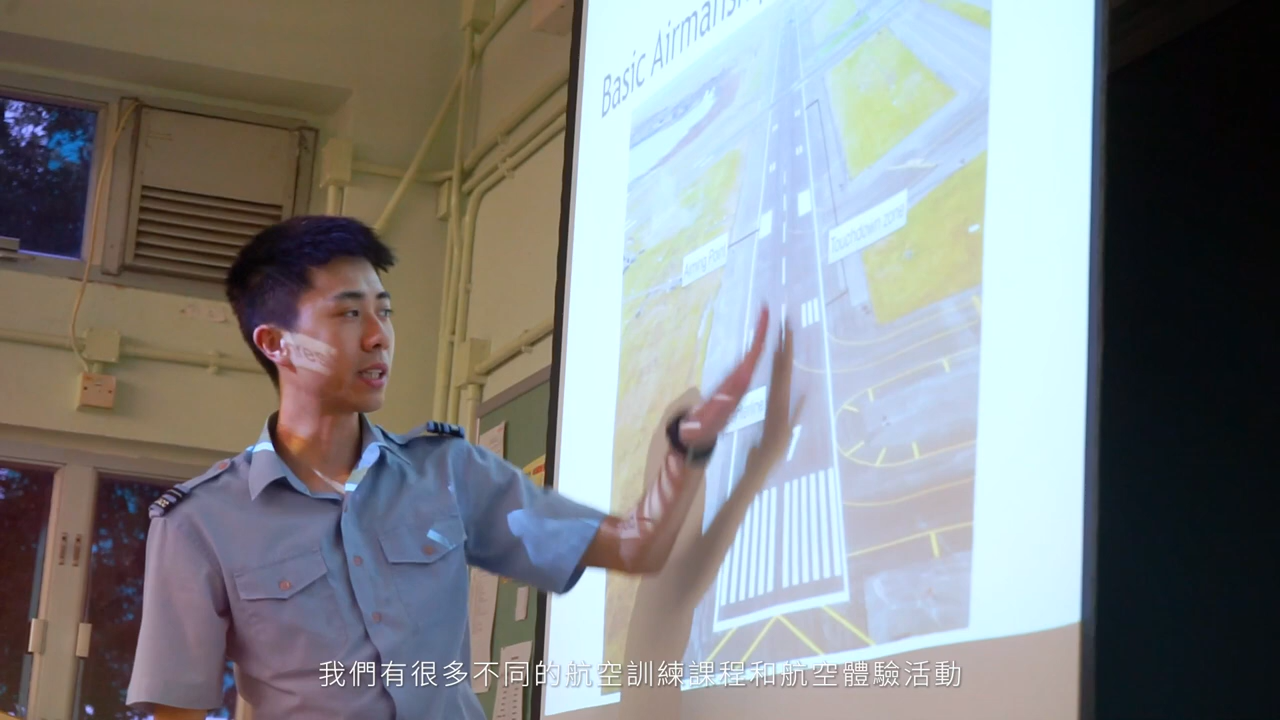 Basic Airmanship
Touchdown zone
Aiming Point
我們有很多不同的航空訓練課程和航空體驗活動